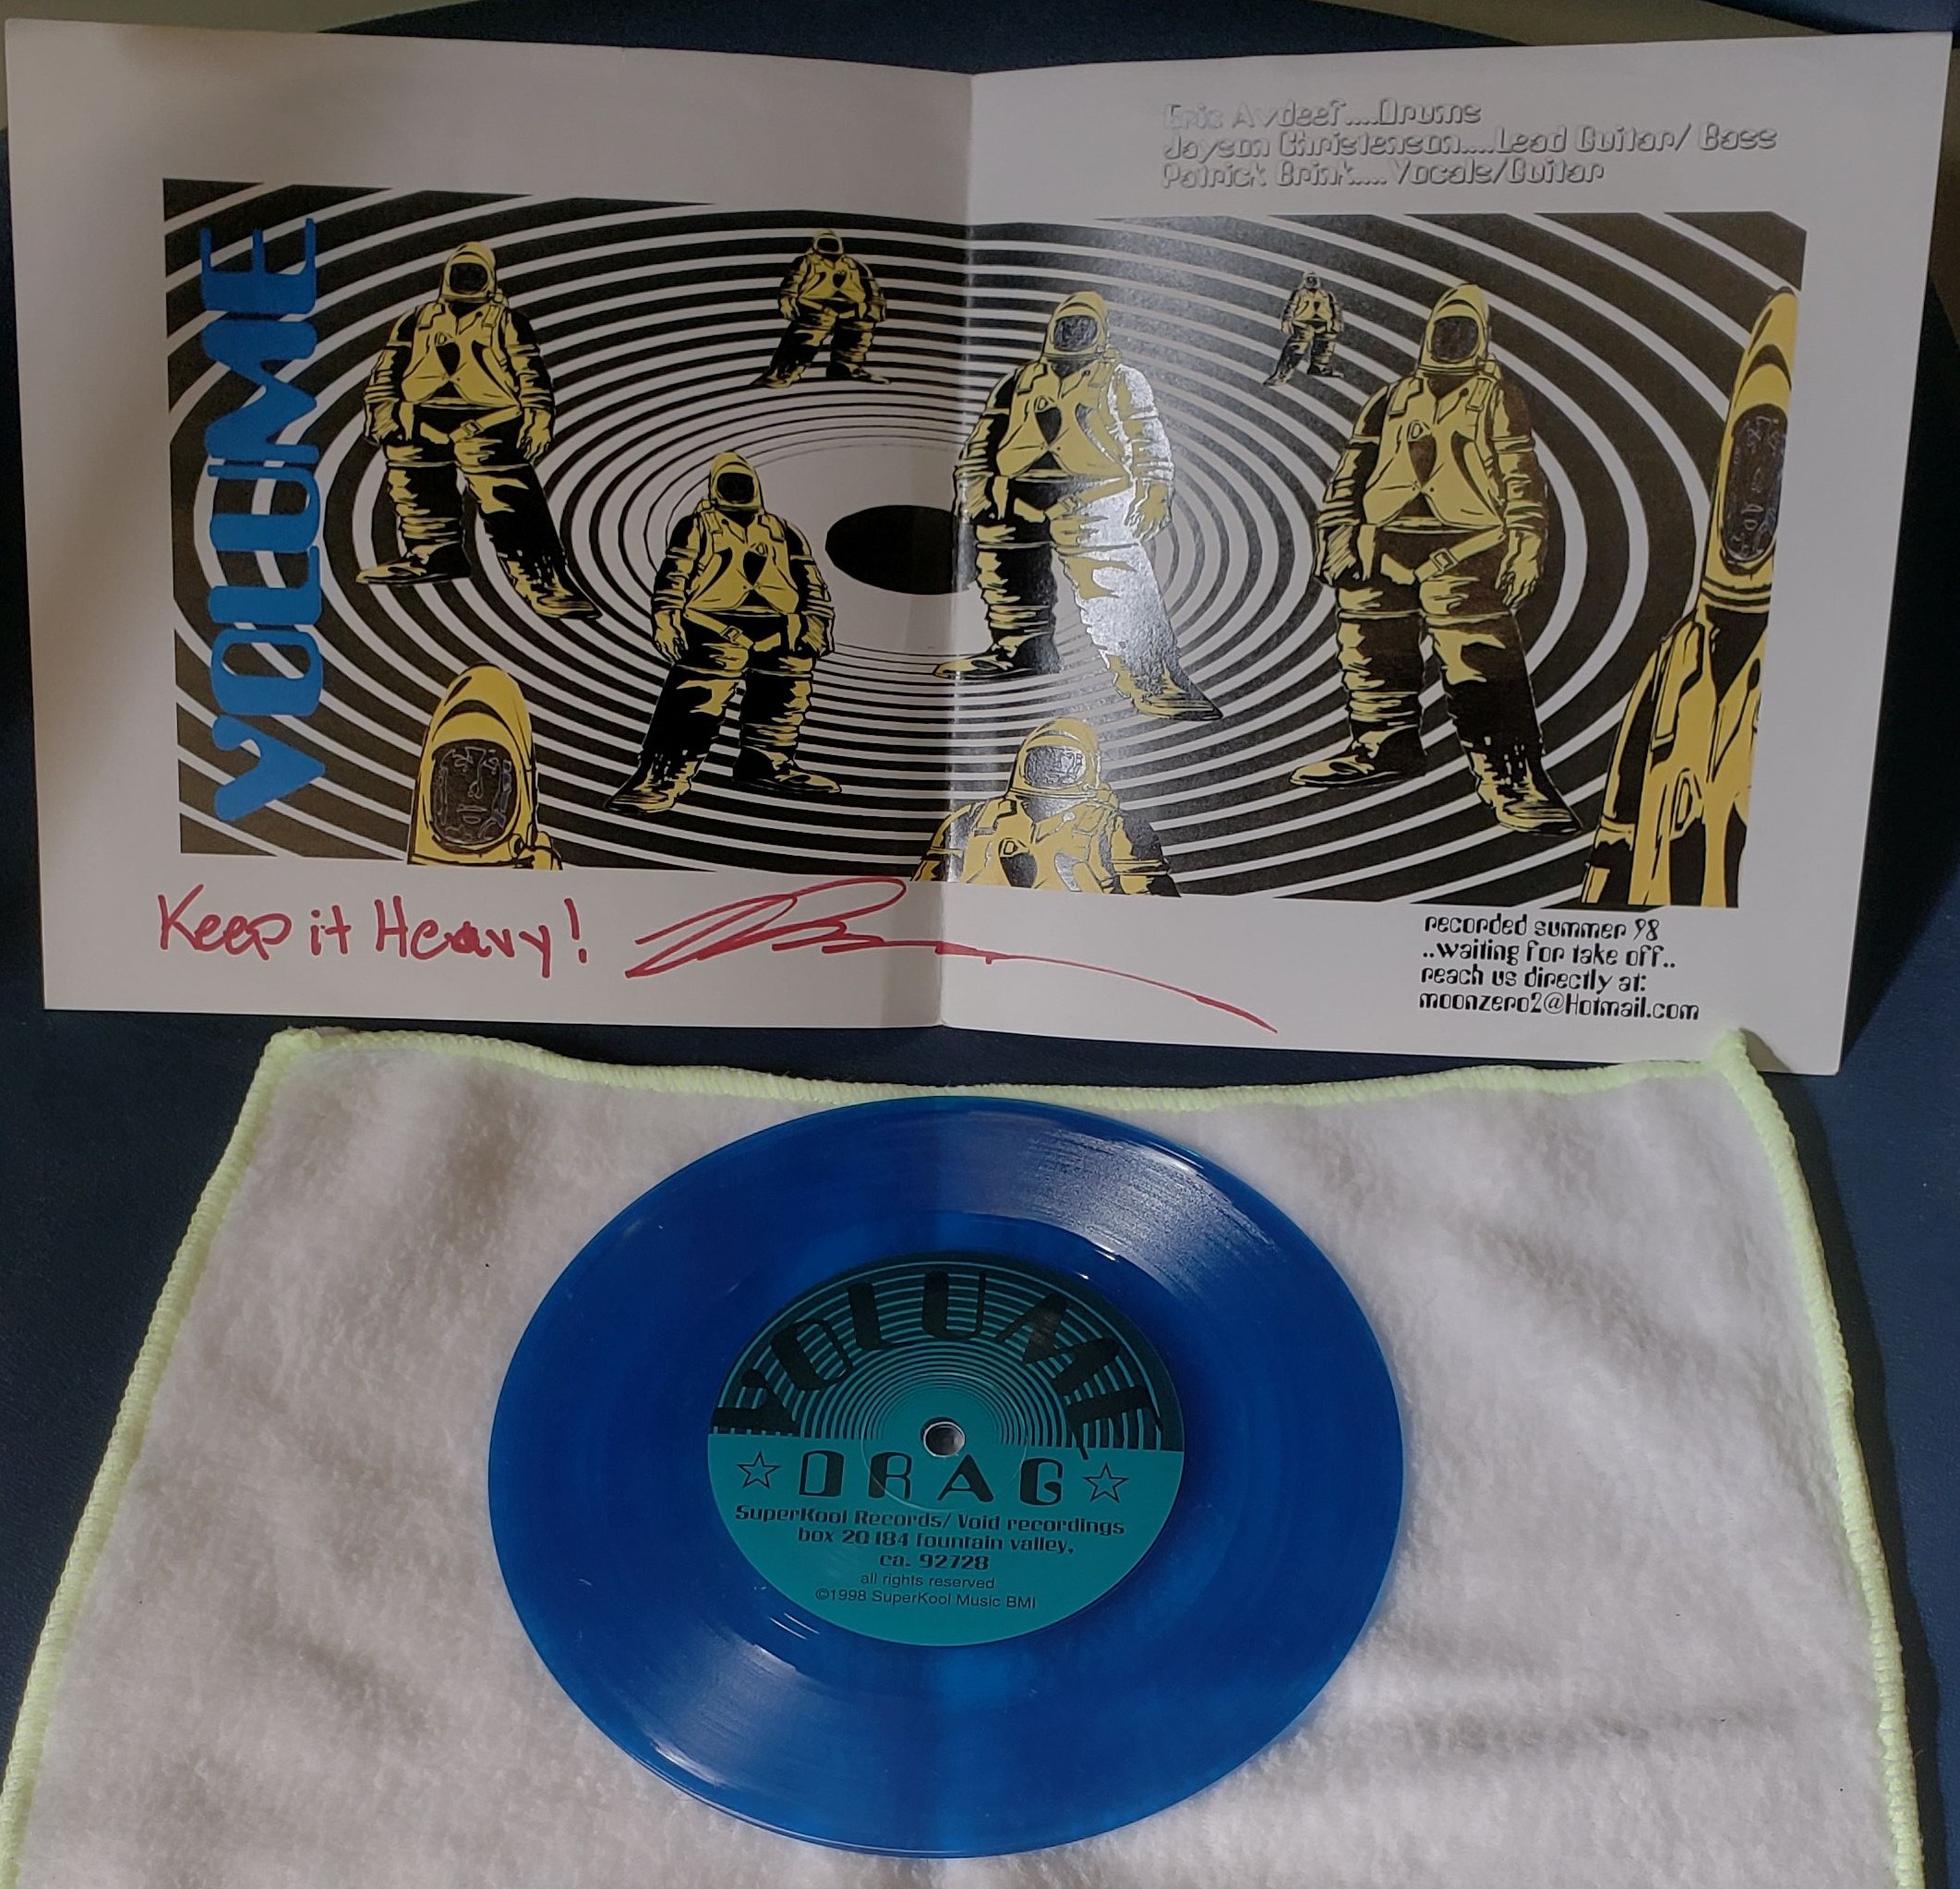 Eric Avdeef....Drums
Jayson Christenson.....Lead Guitar/ Bass
Patrick Brink.....Vocals/Guitar
VOLUME
Keep it Heavy!
recorded summer 98
..waiting for take off..
reach us directly at:
moonzero2@Hotmail.com
VOLUME
☆ DRAG ☆
SuperKool Records/ Void recordings
box 20184 fountain valley,
ca. 92728
all rights reserved
©1998 SuperKool Music BMI